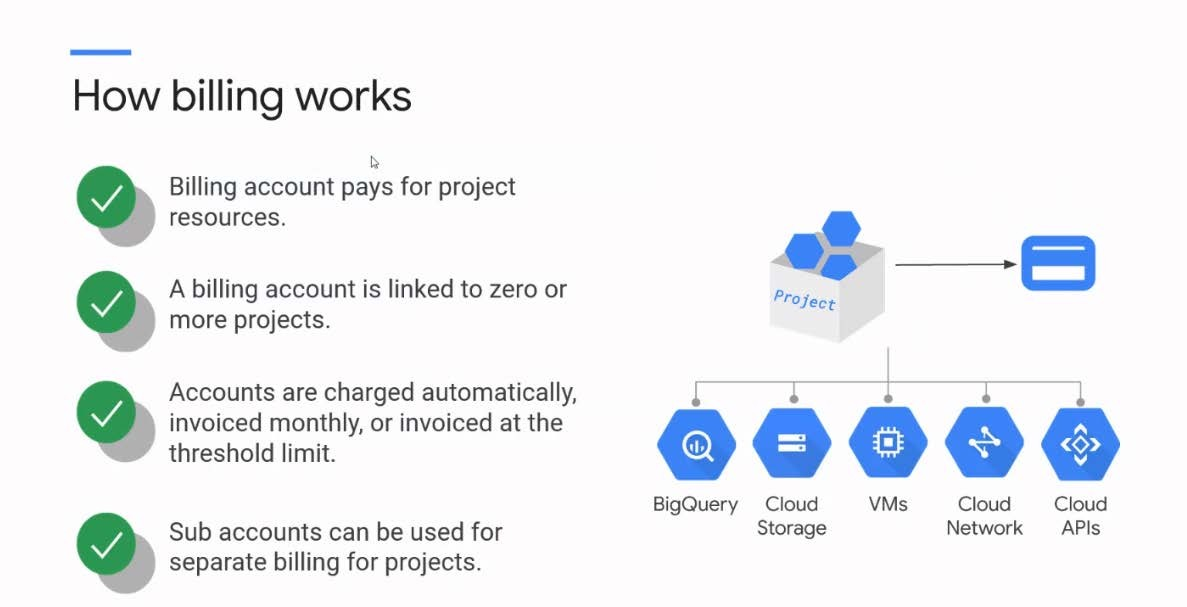 How billing works
Billing account pays for project
resources.
A billing account is linked to zero or
more projects.
Accounts are charged automatically,
invoiced monthly, or invoiced at the
threshold limit.
Sub accounts can be used for
separate billing for projects.
Project
BigQuery
Cloud
Storage
VMs
Cloud
Network
Cloud
APIs